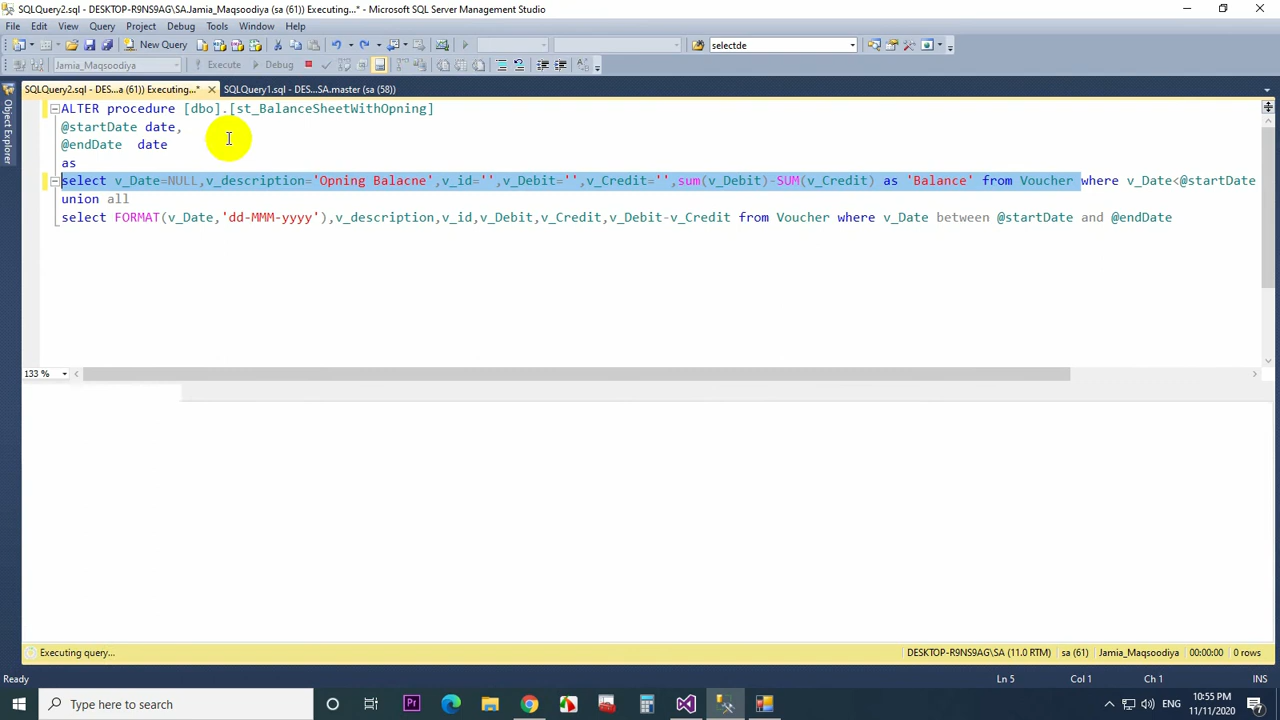 SQLQuery2.sql - DESKTOP-R9NS9AG\SA.Jamia_Maqsoodiya (sa (61)) Executing...* - Microsoft SQL Server Management Studio
File Edit View Query Project Debug Tools Window Help
New Query selectde
Jamia_Maqsoodiya Execute Debug
SQLQuery2.sql - DES...a (61)) Executing...* SQLQuery1.sql - DES...SA.master (sa (58))
Object Explorer
ALTER procedure [dbo].[st_BalanceSheetWithOpning]
@startDate date,
@endDate date
as
select v_Date=NULL,v_description='Opning Balacne',v_id='',v_Debit='',v_Credit='',sum(v_Debit)-SUM(v_Credit) as 'Balance' from Voucher where v_Date<@startDate
union all
select FORMAT(v_Date,'dd-MMM-yyyy'),v_description,v_id,v_Debit,v_Credit,v_Debit-v_Credit from Voucher where v_Date between @startDate and @endDate
133 %
Executing query... DESKTOP-R9NS9AG\SA (11.0 RTM) sa (61) Jamia_Maqsoodiya 00:00:00 0 rows
Ready Ln 5 Col 1 Ch 1 INS
Type here to search Pr ENG 10:55 PM
11/11/2020 7